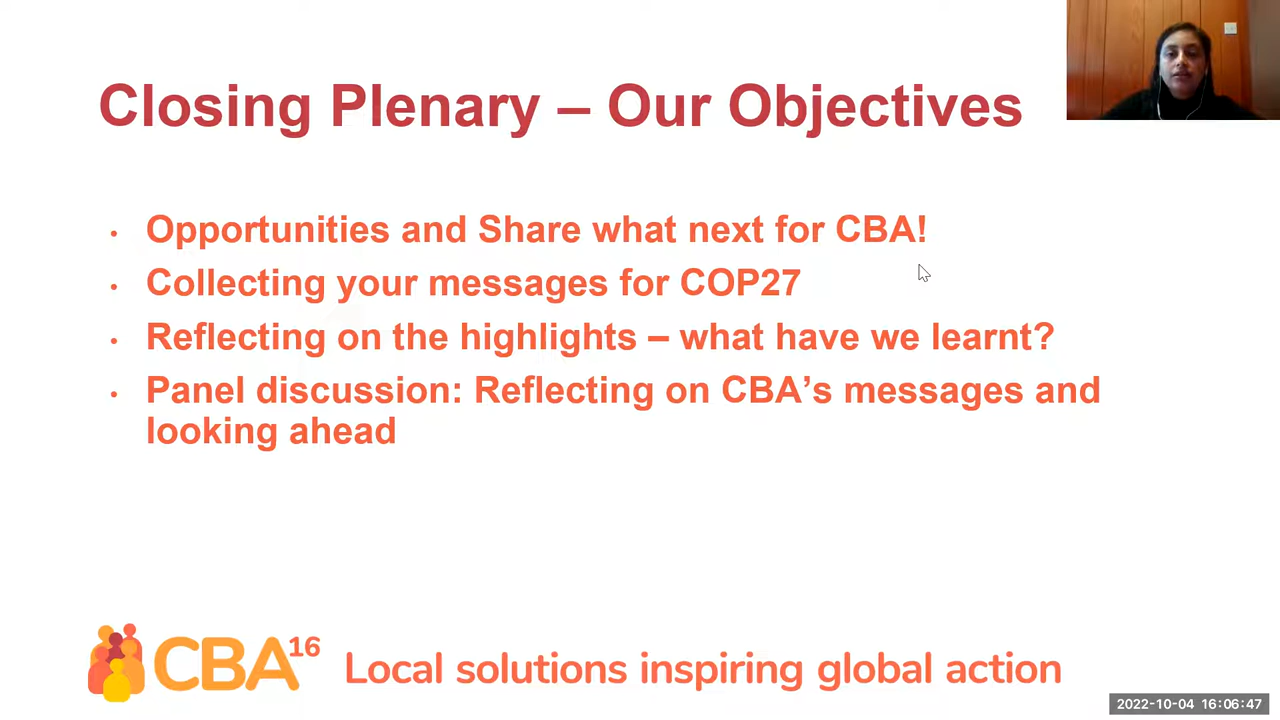 Closing Plenary – Our Objectives
• Opportunities and Share what next for CBA!
• Collecting your messages for COP27
• Reflecting on the highlights – what have we learnt?
• Panel discussion: Reflecting on CBA’s messages and
looking ahead
CBA16 Local solutions inspiring global action
2022-10-04 16:06:47